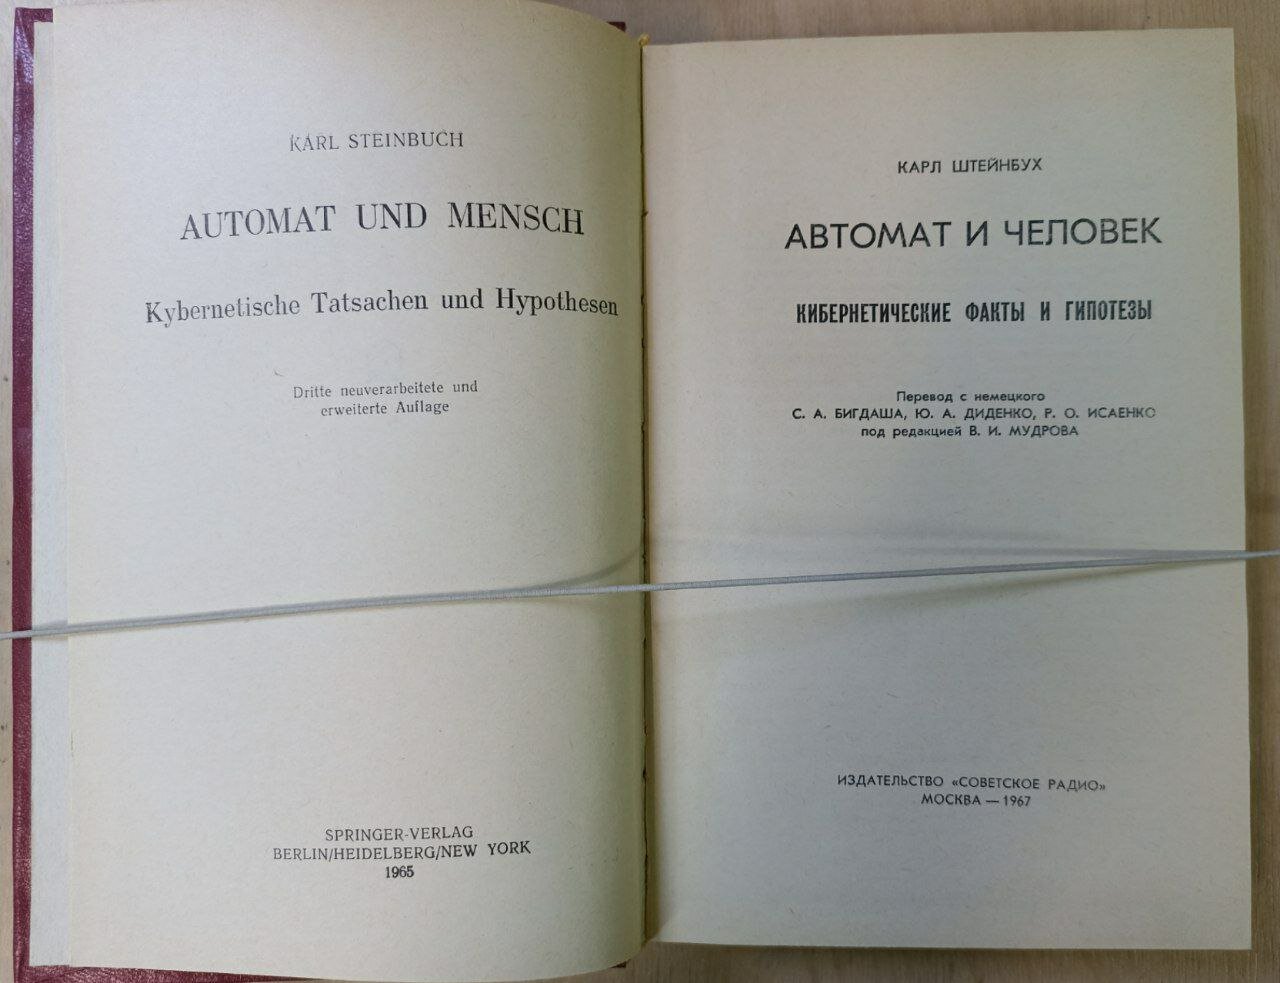 KARL STEINBUCH
AUTOMAT UND MENSCH
Kybernetische Tatsachen und Hypothesen
Dritte neuverarbeitete und
erweiterte Auflage
SPRINGER-VERLAG
BERLIN/HEIDELBERG/NEW YORK
1965
КАРЛ ШТЕЙНБУХ
АВТОМАТ И ЧЕЛОВЕК
КИБЕРНЕТИЧЕСКИЕ ФАКТЫ И ГИПОТЕЗЫ
Перевод с немецкого
С. А. БИГДАША, Ю. А. ДИДЕНКО, Р. О. ИСАЕНКО
под редакцией В. И. МУДРОВА
ИЗДАТЕЛЬСТВО «СОВЕТСКОЕ РАДИО»
МОСКВА — 1967